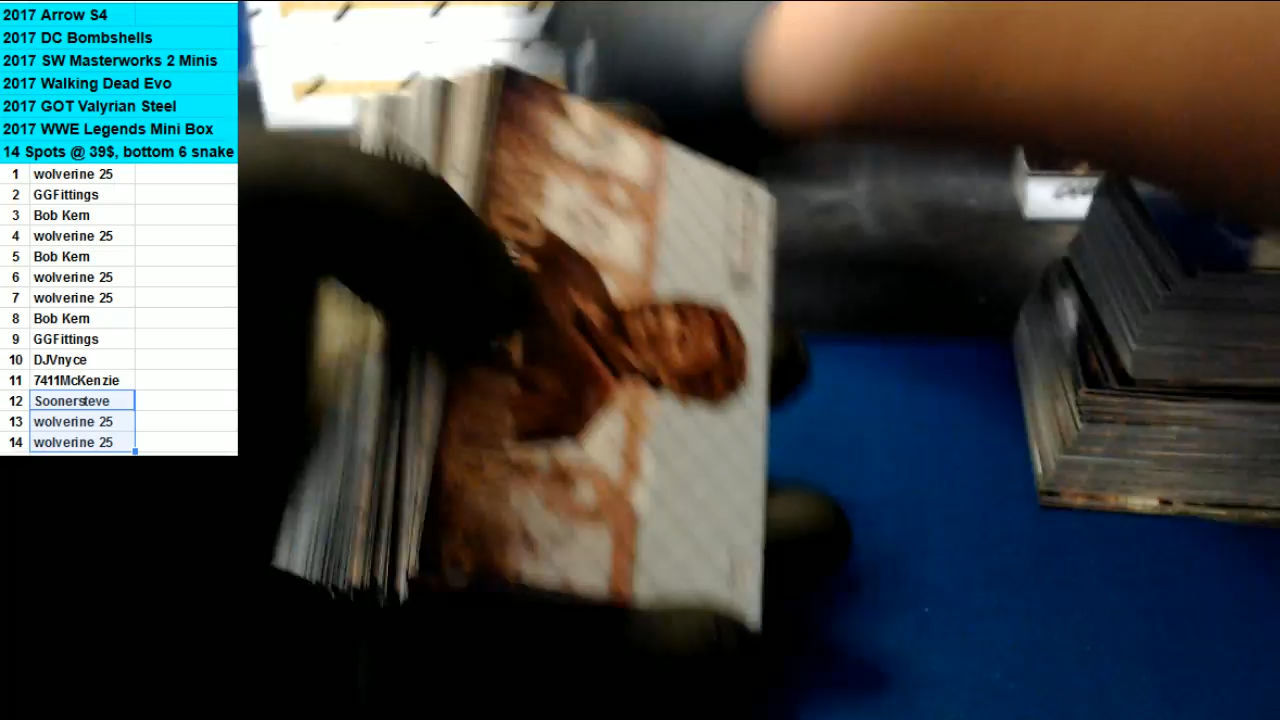 2017 Arrow S4
2017 DC Bombshells
2017 SW Masterworks 2 Minis
2017 Walking Dead Evo
2017 GOT Valyrian Steel
2017 WWE Legends Mini Box
14 Spots @ 39$, bottom 6 snake
1 wolverine 25
2 GGFittings
3 Bob Kern
4 wolverine 25
5 Bob Kern
6 wolverine 25
7 wolverine 25
8 Bob Kern
9 GGFittings
10 DJVnyce
11 7411McKenzie
12 Soonersteve
13 wolverine 25
14 wolverine 25